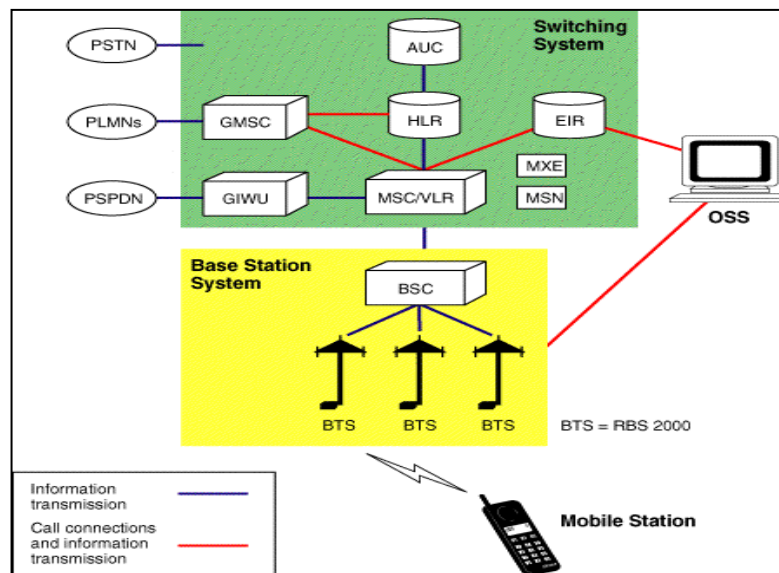 Switching
System
PSTN
AUC
PLMNs
GMSC
HLR
EIR
MXE
PSPDN
GIWU
MSC/VLR
MSN
OSS
Base Station
System
BSC
BTS
BTS
BTS
BTS = RBS 2000
Information
transmission
Call connections
and information
transmission
Mobile Station